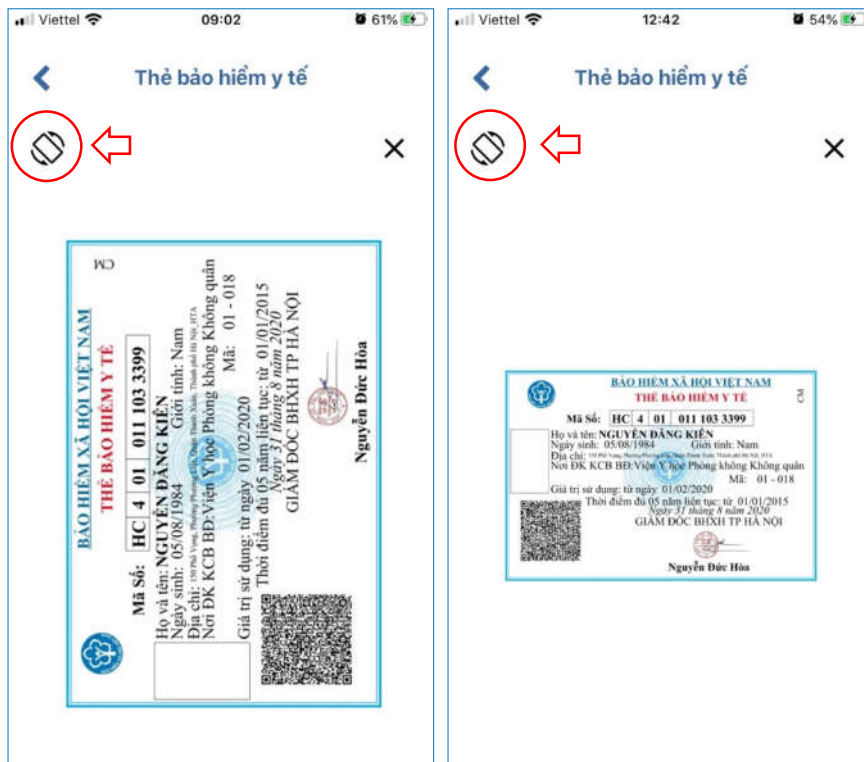 Viettel 09:02 61%
Thẻ bảo hiểm y tế
BẢO HIỂM XÃ HỘI VIỆT NAM
THẺ BẢO HIỂM Y TẾ
CM
Mã Số: HC 4 01 011 103 3399
Họ và tên: NGUYỄN ĐĂNG KIÊN
Ngày sinh: 05/08/1984 Giới tính: Nam
Địa chỉ:
Nơi ĐK KCB BĐ: Viện Y học Phòng không Không quân
Mã: 01 - 018
Giá trị sử dụng: từ ngày 01/02/2020
Thời điểm đủ 05 năm liên tục: từ 01/01/2015
Ngày 31 tháng 8 năm 2020
GIÁM ĐỐC BHXH TP HÀ NỘI
Nguyễn Đức Hòa
Viettel 12:42 54%
Thẻ bảo hiểm y tế
BẢO HIỂM XÃ HỘI VIỆT NAM
THẺ BẢO HIỂM Y TẾ
CM
Mã Số: HC 4 01 011 103 3399
Họ và tên: NGUYỄN ĐĂNG KIÊN
Ngày sinh: 05/08/1984 Giới tính: Nam
Địa chỉ:
Nơi ĐK KCB BĐ: Viện Y học Phòng không Không quân
Mã: 01 - 018
Giá trị sử dụng: từ ngày 01/02/2020
Thời điểm đủ 05 năm liên tục: từ 01/01/2015
Ngày 31 tháng 8 năm 2020
GIÁM ĐỐC BHXH TP HÀ NỘI
Nguyễn Đức Hòa